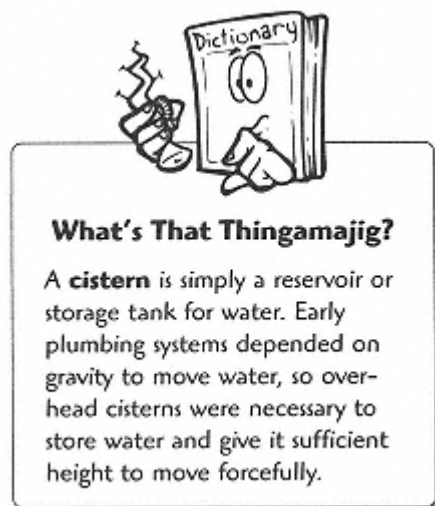 Dictionary
What's That Thingamajig?
A cistern is simply a reservoir or
storage tank for water. Early
plumbing systems depended on
gravity to move water, so over-
head cisterns were necessary to
store water and give it sufficient
height to move forcefully.